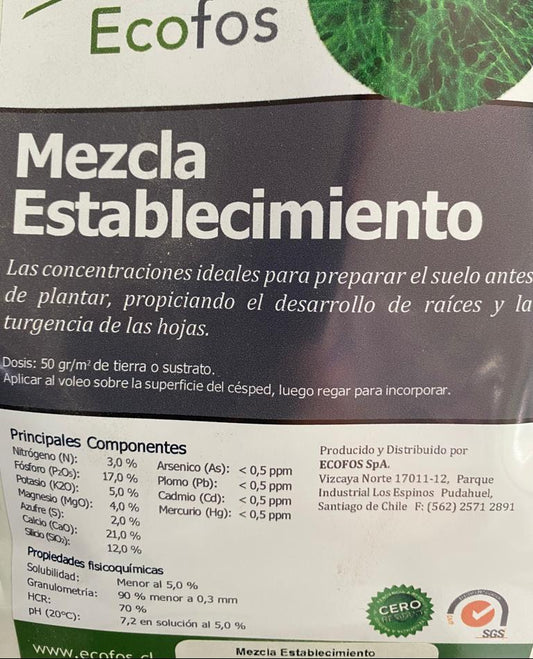 Ecofos
Mezcla
Establecimiento
Las concentraciones ideales para preparar el suelo antes
de plantar, propiciando el desarrollo de raíces y la
turgencia de las hojas.
Dosis: 50 gr/m² de tierra o sustrato.
Aplicar al voleo sobre la superficie del césped, luego regar para incorporar.
Principales Componentes
Nitrógeno (N): 3,0 %
Fósforo (P₂O₅): 17,0 %
Potasio (K2O): 5,0 %
Magnesio (MgO): 4,0 %
Azufre (S): 2,0 %
Calcio (CaO): 21,0 %
Silicio (SiO₂): 12,0 %
Arsenico (As): < 0,5 ppm
Plomo (Pb): < 0,5 ppm
Cadmio (Cd): < 0,5 ppm
Mercurio (Hg): < 0,5 ppm
Producido y Distribuido por
ECOFOS SpA.
Vizcaya Norte 17011-12, Parque
Industrial Los Espinos Pudahuel,
Santiago de Chile F: (562) 2571 2891
Propiedades fisicoquímicas
Solubilidad: Menor al 5,0 %
Granulometría: 90 % menor a 0,3 mm
HCR: 70 %
pH (20°C): 7,2 en solución al 5,0 %
CERO
SGS
www.ecofos.cl
Mezcla Establecimiento